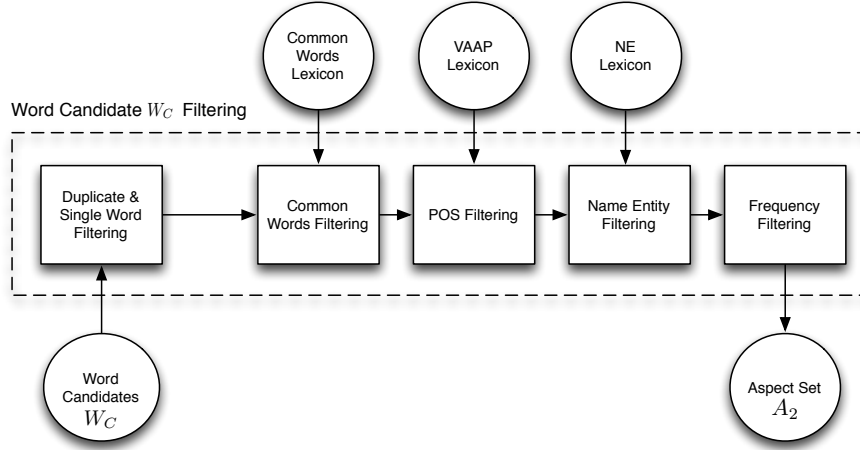 Common
Words
Lexicon
VAAP
Lexicon
NE
Lexicon
Word Candidate W_C Filtering
Duplicate &
Single Word
Filtering
Common
Words Filtering
POS Filtering
Name Entity
Filtering
Frequency
Filtering
Word
Candidates
W_C
Aspect Set
A_2